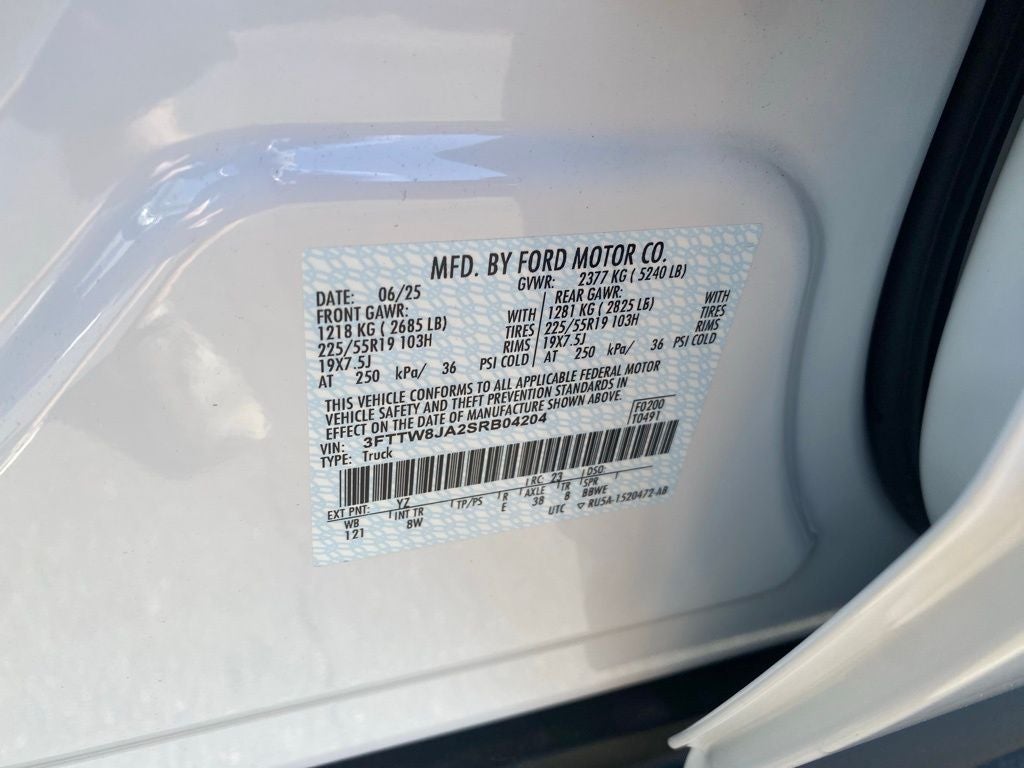 MFD. BY FORD MOTOR CO.
DATE: 06/25 GVWR: 2377 KG ( 5240 LB)
FRONT GAWR: REAR GAWR:
1218 KG ( 2685 LB) WITH 1281 KG ( 2825 LB) WITH
225/55R19 103H TIRES 225/55R19 103H TIRES
19X7.5J RIMS 19X7.5J RIMS
AT 250 kPa/ 36 PSI COLD AT 250 kPa/ 36 PSI COLD
THIS VEHICLE CONFORMS TO ALL APPLICABLE FEDERAL MOTOR
VEHICLE SAFETY AND THEFT PREVENTION STANDARDS IN
EFFECT ON THE DATE OF MANUFACTURE SHOWN ABOVE.
VIN: 3FTTW8JA2SRB04204 F0200
TYPE: Truck T0491
EXT PNT: YZ RC: 23 DSO:
WB INT TR TP/PS R AXLE TR SPR
121 8W E 38 8 BBWE
UTC ▽ RU5A-1520472-AB